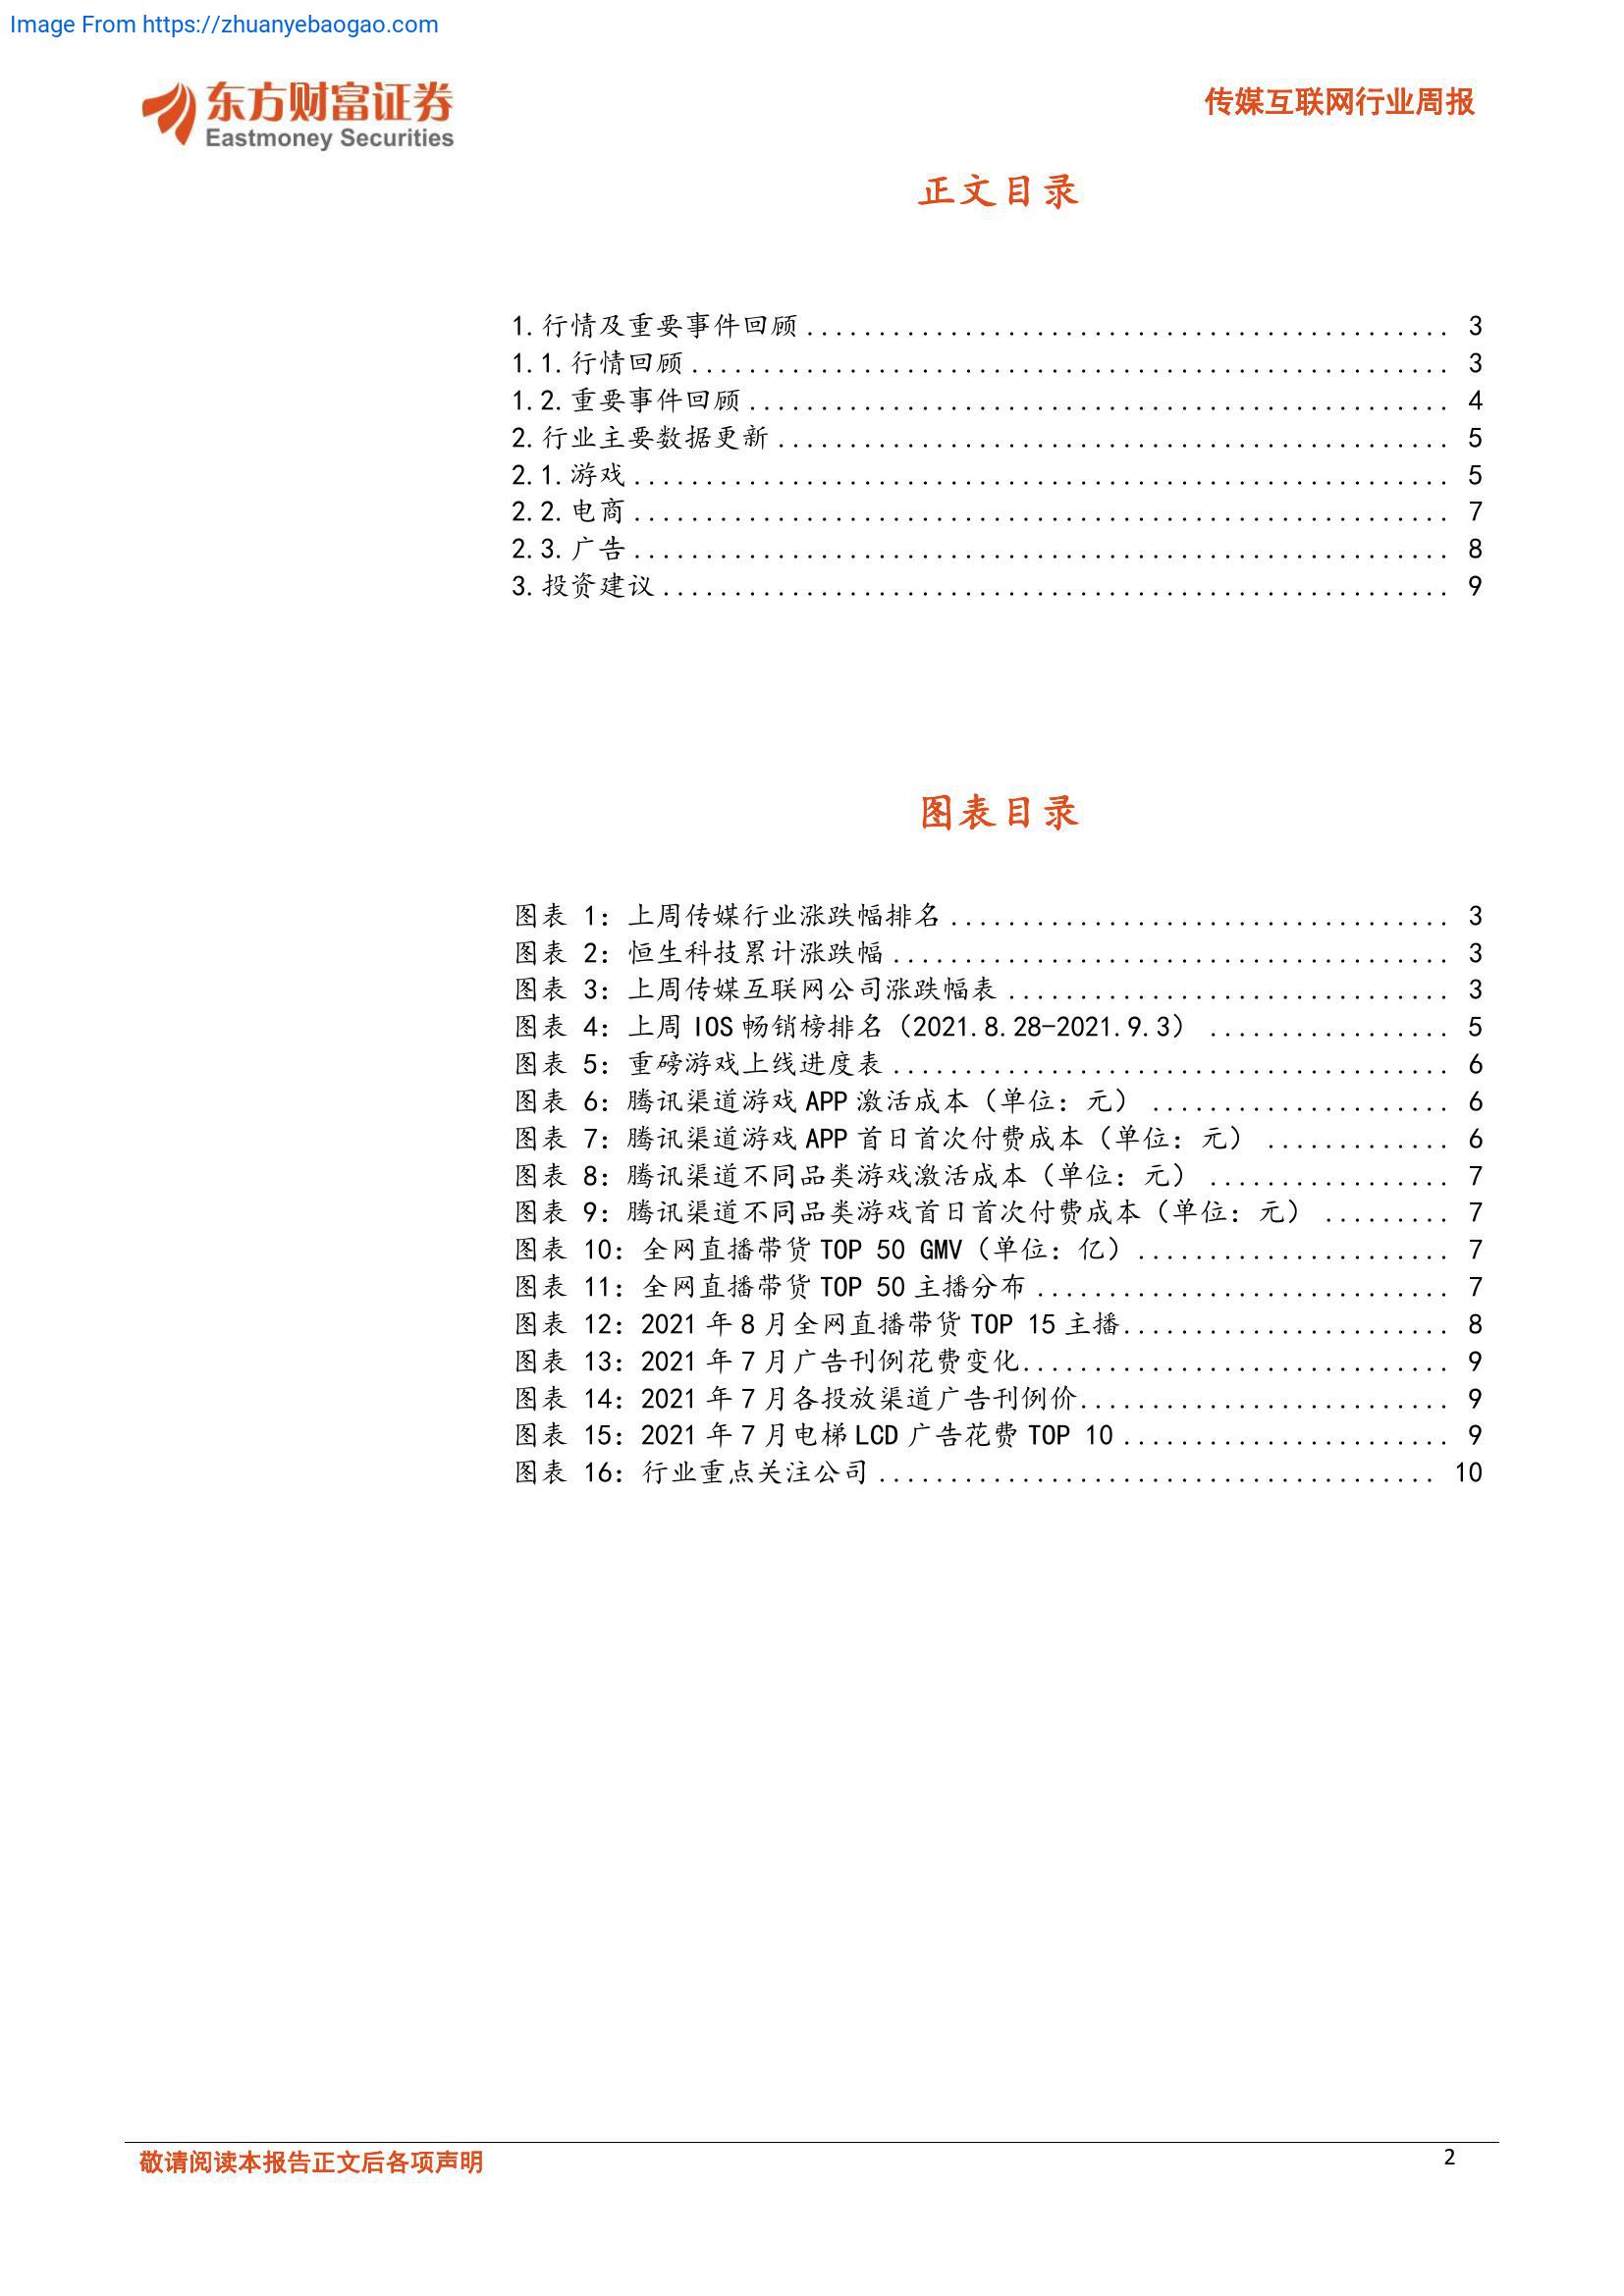 Image From https://zhuanyebaogao.com
东方财富证券
Eastmoney Securities
传媒互联网行业周报
正文目录
1.行情及重要事件回顾............................................. 3
1.1.行情回顾..................................................... 3
1.2.重要事件回顾................................................. 4
2.行业主要数据更新............................................... 5
2.1.游戏......................................................... 5
2.2.电商......................................................... 7
2.3.广告......................................................... 8
3.投资建议....................................................... 9
图表目录
图表 1：上周传媒行业涨跌幅排名................................... 3
图表 2：恒生科技累计涨跌幅....................................... 3
图表 3：上周传媒互联网公司涨跌幅表 ............................... 3
图表 4：上周 IOS 畅销榜排名（2021.8.28-2021.9.3） ................. 5
图表 5：重磅游戏上线进度表....................................... 6
图表 6：腾讯渠道游戏 APP 激活成本（单位：元） ..................... 6
图表 7：腾讯渠道游戏 APP 首日首次付费成本（单位：元） ............. 6
图表 8：腾讯渠道不同品类游戏激活成本（单位：元） ................. 7
图表 9：腾讯渠道不同品类游戏首日首次付费成本（单位：元） ......... 7
图表 10：全网直播带货 TOP 50 GMV（单位：亿）...................... 7
图表 11：全网直播带货 TOP 50 主播分布............................. 7
图表 12：2021 年 8 月全网直播带货 TOP 15 主播....................... 8
图表 13：2021 年 7 月广告刊例花费变化.............................. 9
图表 14：2021 年 7 月各投放渠道广告刊例价.......................... 9
图表 15：2021 年 7 月电梯 LCD 广告花费 TOP 10 ....................... 9
图表 16：行业重点关注公司....................................... 10
敬请阅读本报告正文后各项声明
2